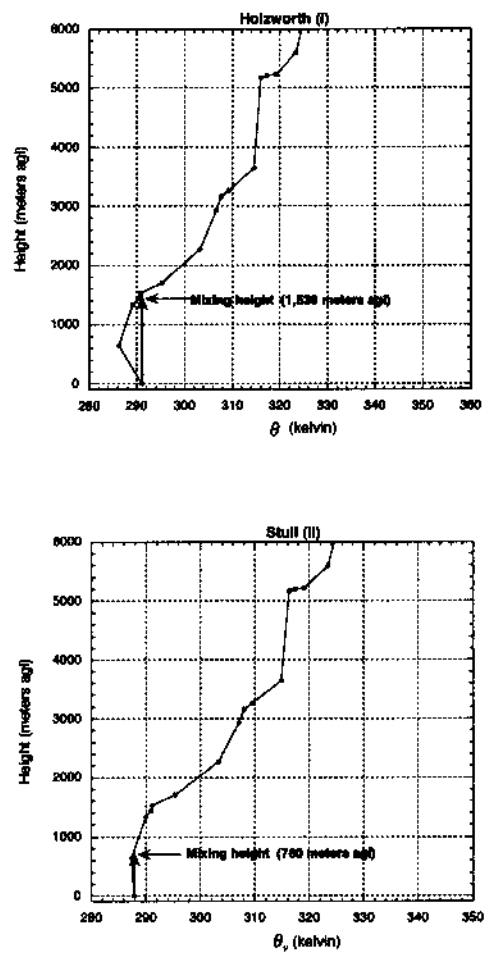 Holzworth (i)
6000
5000
4000
3000
2000
1000
0
Height (meters agl)
Mixing height (meters agl)
280 290 300 310 320 330 340 350 360
θ (kelvin)
Stull (ii)
6000
5000
4000
3000
2000
1000
0
Height (meters agl)
Mixing height (760 meters agl)
280 290 300 310 320 330 340 350
θᵥ (kelvin)